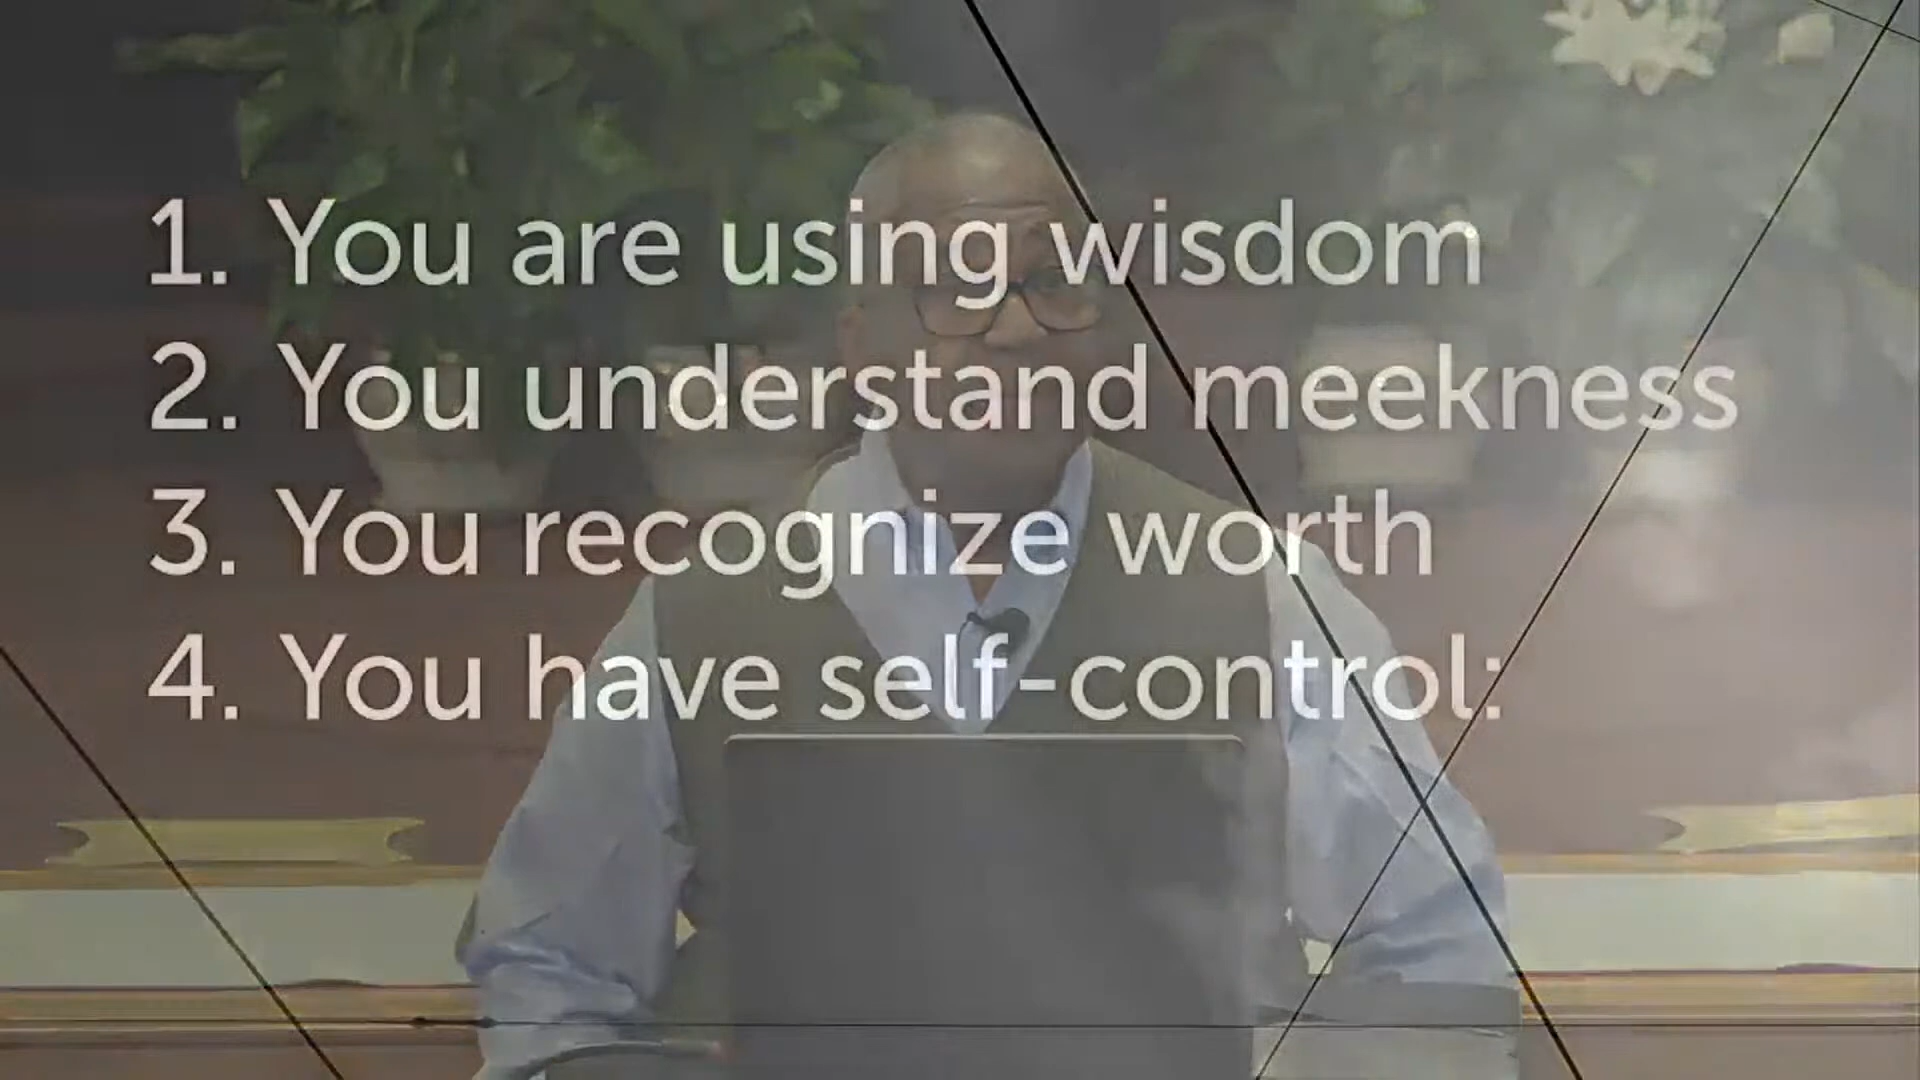 1. You are using wisdom
2. You understand meekness
3. You recognize worth
4. You have self-control: